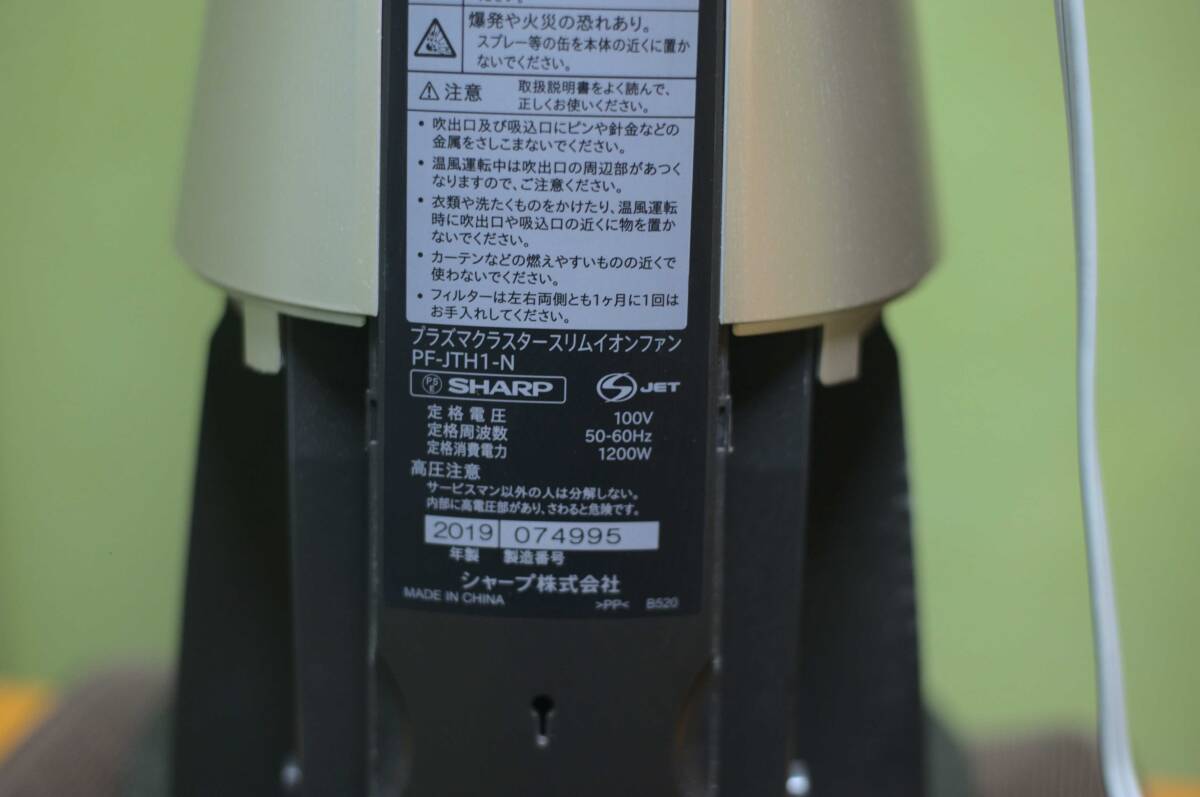 爆発や火災の恐れあり。
スプレー等の缶を本体の近くに置か
ないでください。
注意
取扱説明書をよく読んで、
正しくお使いください。
• 吹出口及び吸込口にピンや針金などの
金属をさしこまないでください。
• 温風運転中は吹出口の周辺部があつく
なりますので、ご注意ください。
• 衣類や洗たくものをかけたり、温風運転
時に吹出口や吸込口の近くに物を置か
ないでください。
• カーテンなどの燃えやすいものの近くで
使わないでください。
• フィルターは左右両側とも1ヶ月に1回は
お手入れしてください。
プラズマクラスタースリムイオンファン
PF-JTH1-N
PS E SHARP JET
定格電圧 100V
定格周波数 50-60Hz
定格消費電力 1200W
高圧注意
サービスマン以外の人は分解しない。
内部に高電圧部があり、さわると危険です。
2019 074995
年製 製造番号
シャープ株式会社
MADE IN CHINA >PP< B520